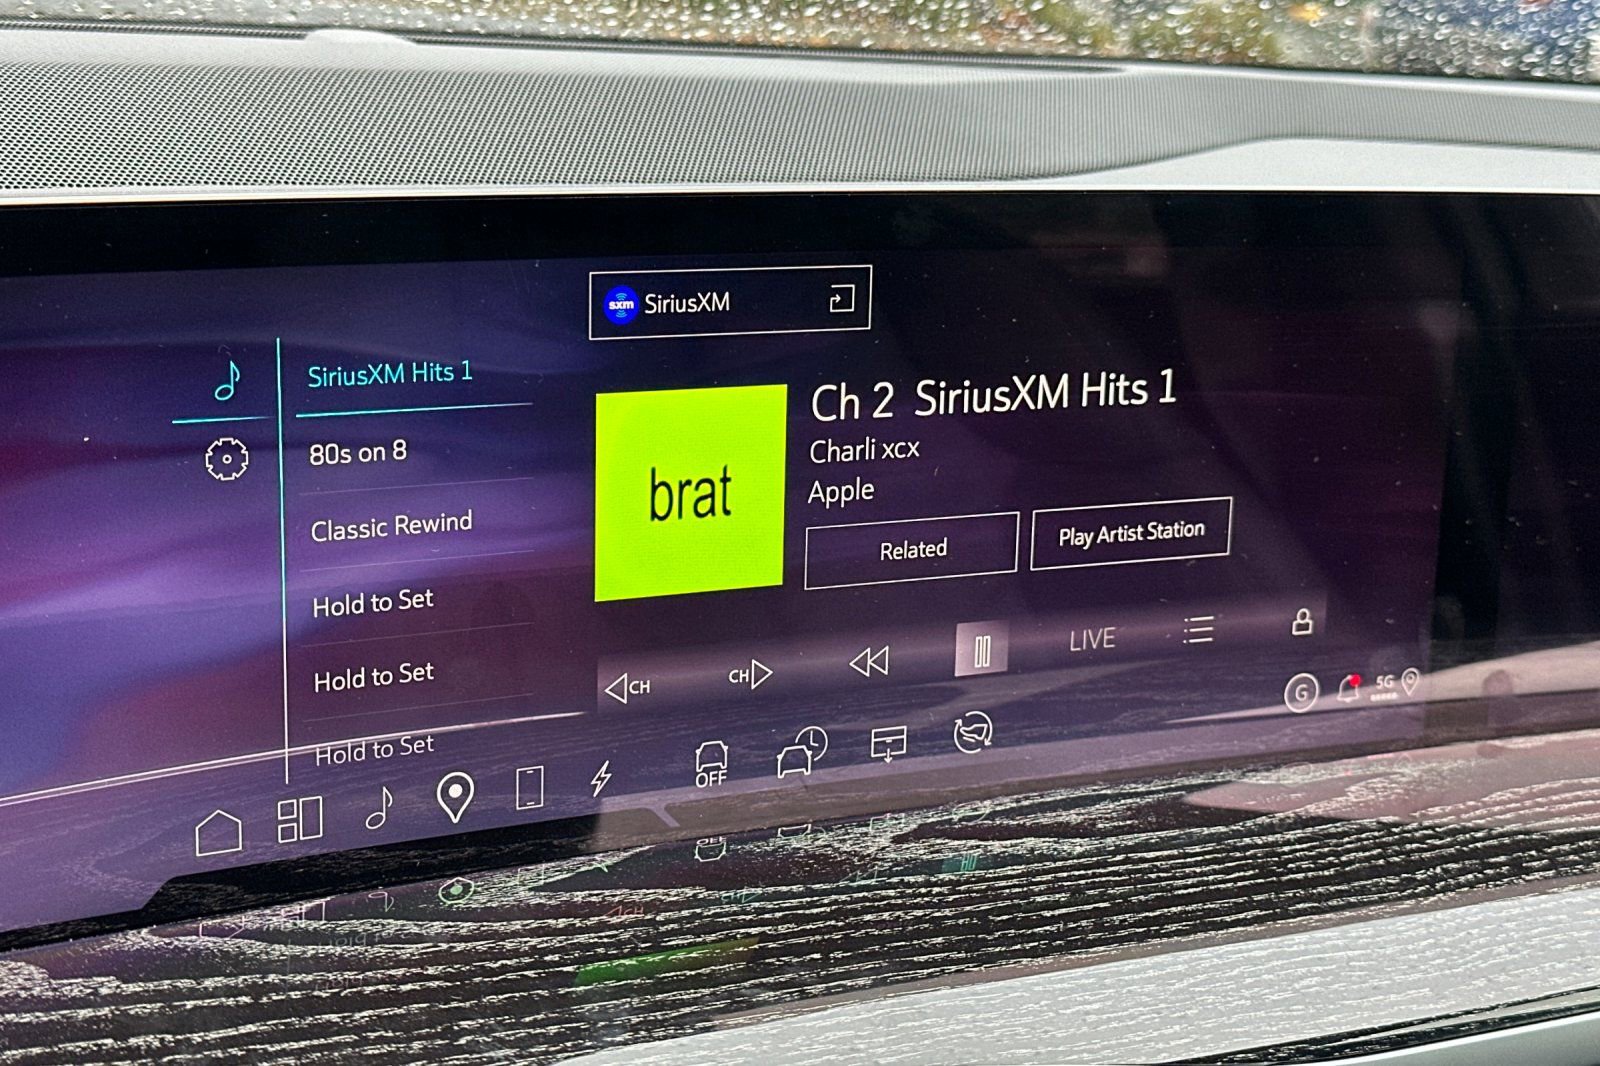 sxm SiriusXM
SiriusXM Hits 1
80s on 8
Classic Rewind
Hold to Set
Hold to Set
Hold to Set
brat
Ch 2 SiriusXM Hits 1
Charli xcx
Apple
Related
Play Artist Station
CH
CH
LIVE
OFF
G
5G